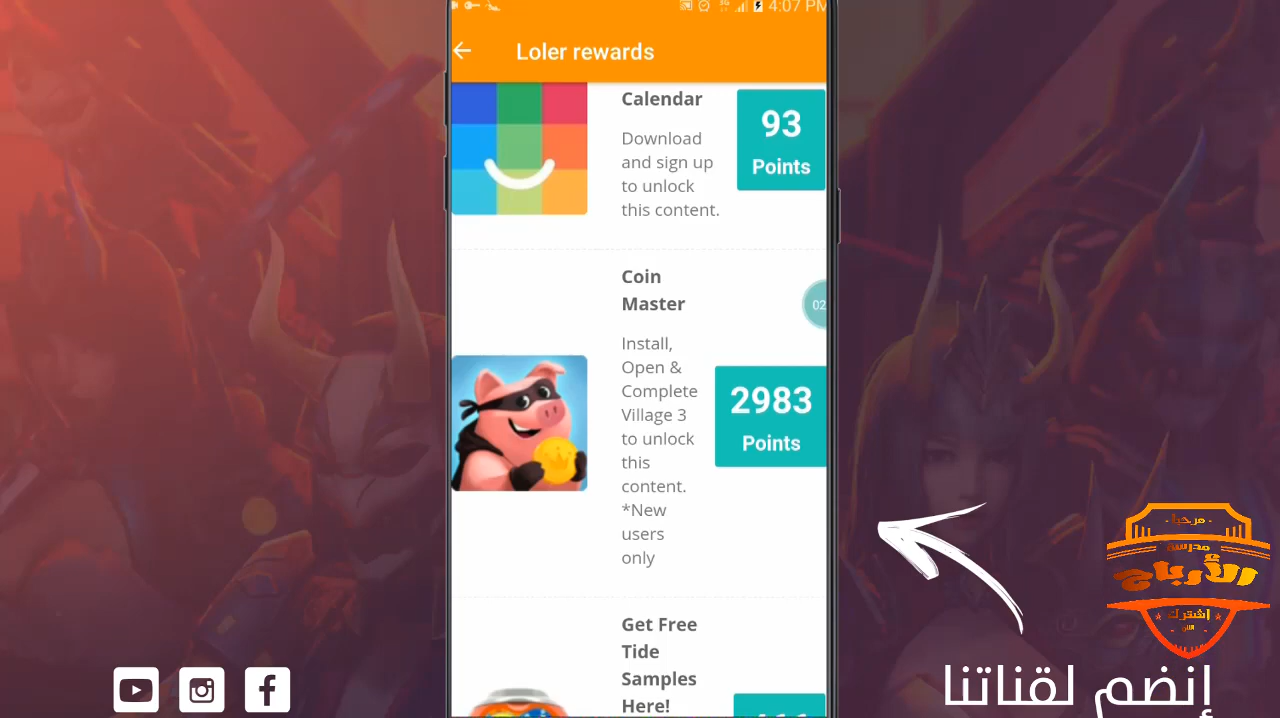 4:07 PM
Loler rewards
Calendar
Download
and sign up
to unlock
this content.
93
Points
Coin
Master
Install,
Open &
Complete
Village 3
to unlock
this
content.
*New
users
only
02
2983
Points
Get Free
Tide
Samples
Here!
- مرحبا -
مدرسة
الأرباح
إشترك
إنضم لقناتنا